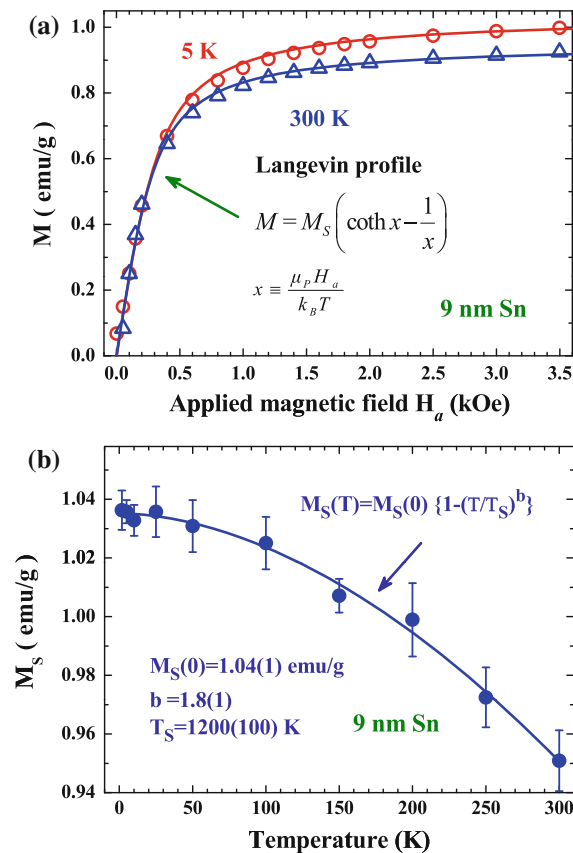 (a)
1.0
0.8
0.6
0.4
0.2
0.0
M ( emu/g )
5 K
300 K
Langevin profile
M = M_S ( coth x − 1/x )
x ≡ μ_P H_a / k_B T
9 nm Sn
0.0 0.5 1.0 1.5 2.0 2.5 3.0 3.5
Applied magnetic field H_a (kOe)
(b)
1.04
1.02
1.00
0.98
0.96
0.94
M_S ( emu/g )
M_S(T)=M_S(0) {1-(T/T_S)^b}
M_S(0)=1.04(1) emu/g
b =1.8(1)
T_S=1200(100) K
9 nm Sn
0 50 100 150 200 250 300
Temperature (K)